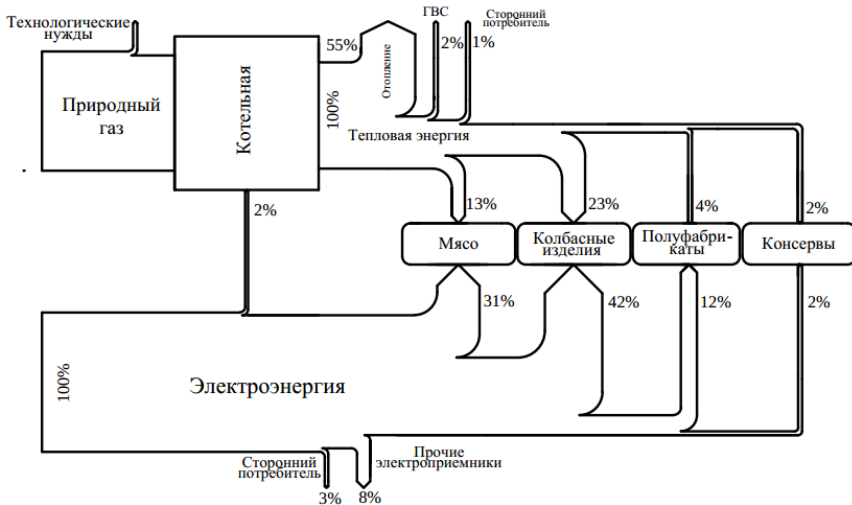 Технологические
нужды
ГВС
Сторонний
потребитель
55%
2%
1%
Отопление
Природный
газ
Котельная
100%
Тепловая энергия
2%
13%
23%
4%
2%
Мясо
Колбасные
изделия
Полуфабри-
каты
Консервы
31%
42%
12%
2%
100%
Электроэнергия
Сторонний
потребитель
Прочие
электроприемники
3%
8%